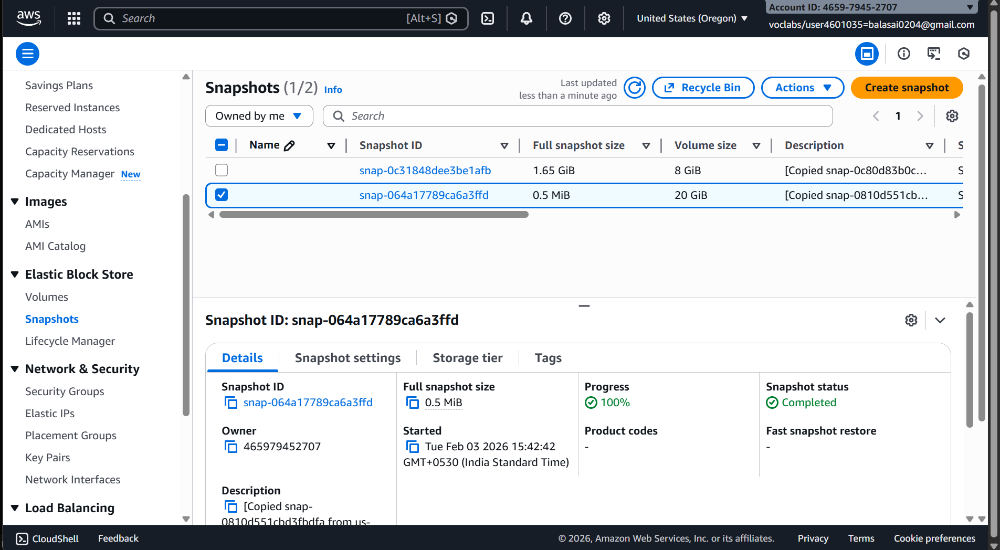 aws
Search
[Alt+S]
United States (Oregon)
Account ID: 4659-7945-2707
voclabs/user4601035=balasai0204@gmail.com
Savings Plans
Reserved Instances
Dedicated Hosts
Capacity Reservations
Capacity Manager New
Images
AMIs
AMI Catalog
Elastic Block Store
Volumes
Snapshots
Lifecycle Manager
Network & Security
Security Groups
Elastic IPs
Placement Groups
Key Pairs
Network Interfaces
Load Balancing
Snapshots (1/2) Info
Last updated
less than a minute ago
Recycle Bin
Actions
Create snapshot
Owned by me
Search
1
Name Snapshot ID Full snapshot size Volume size Description S
snap-0c31848dee3be1afb 1.65 GiB 8 GiB [Copied snap-0c80d83b0c... S
snap-064a17789ca6a3ffd 0.5 MiB 20 GiB [Copied snap-0810d551cb... S
Snapshot ID: snap-064a17789ca6a3ffd
Details Snapshot settings Storage tier Tags
Snapshot ID
snap-064a17789ca6a3ffd
Full snapshot size
0.5 MiB
Progress
100%
Snapshot status
Completed
Owner
465979452707
Started
Tue Feb 03 2026 15:42:42
GMT+0530 (India Standard Time)
Product codes
-
Fast snapshot restore
-
Description
[Copied snap-
0810d551cbd3fbdfa from us-
CloudShell
Feedback
© 2026, Amazon Web Services, Inc. or its affiliates.
Privacy
Terms
Cookie preferences